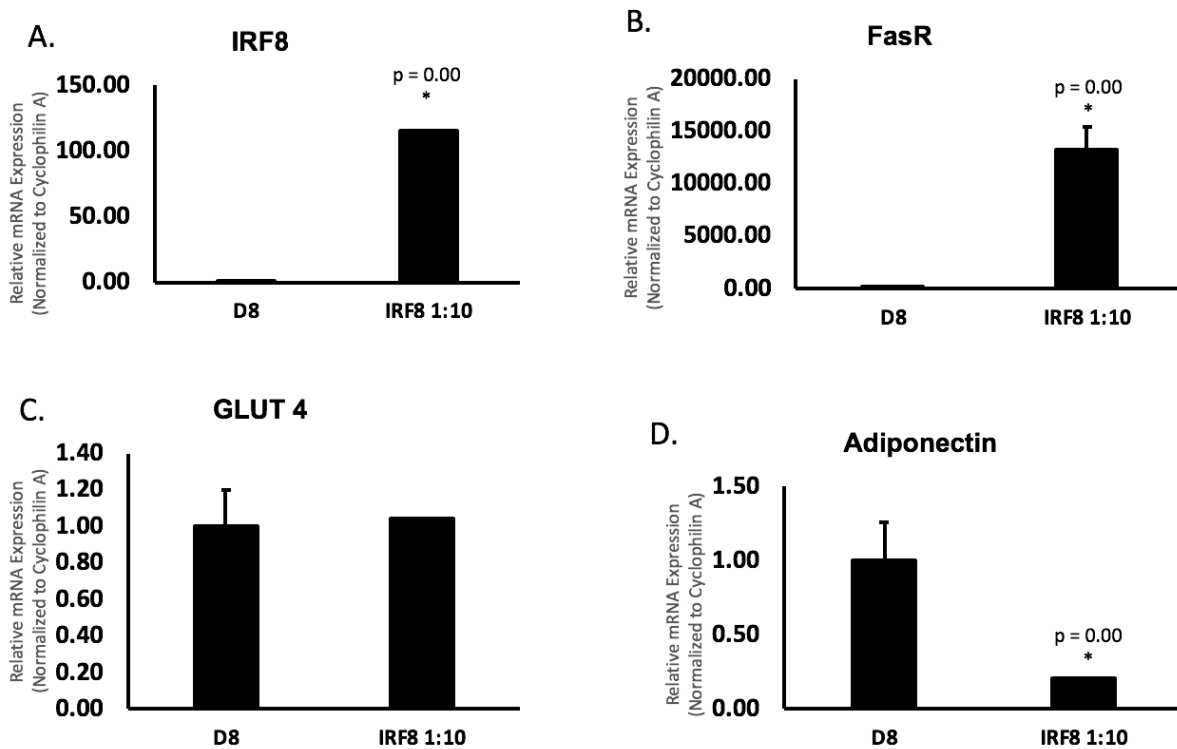 A.
IRF8
Relative mRNA Expression
(Normalized to Cyclophilin A)
150.00
100.00
50.00
0.00
p = 0.00
*
D8
IRF8 1:10
B.
FasR
Relative mRNA Expression
(Normalized to Cyclophilin A)
20000.00
15000.00
10000.00
5000.00
0.00
p = 0.00
*
D8
IRF8 1:10
C.
GLUT 4
Relative mRNA Expression
(Normalized to Cyclophilin A)
1.40
1.20
1.00
0.80
0.60
0.40
0.20
0.00
D8
IRF8 1:10
D.
Adiponectin
Relative mRNA Expression
(Normalized to Cyclophilin A)
1.50
1.00
0.50
0.00
p = 0.00
*
D8
IRF8 1:10